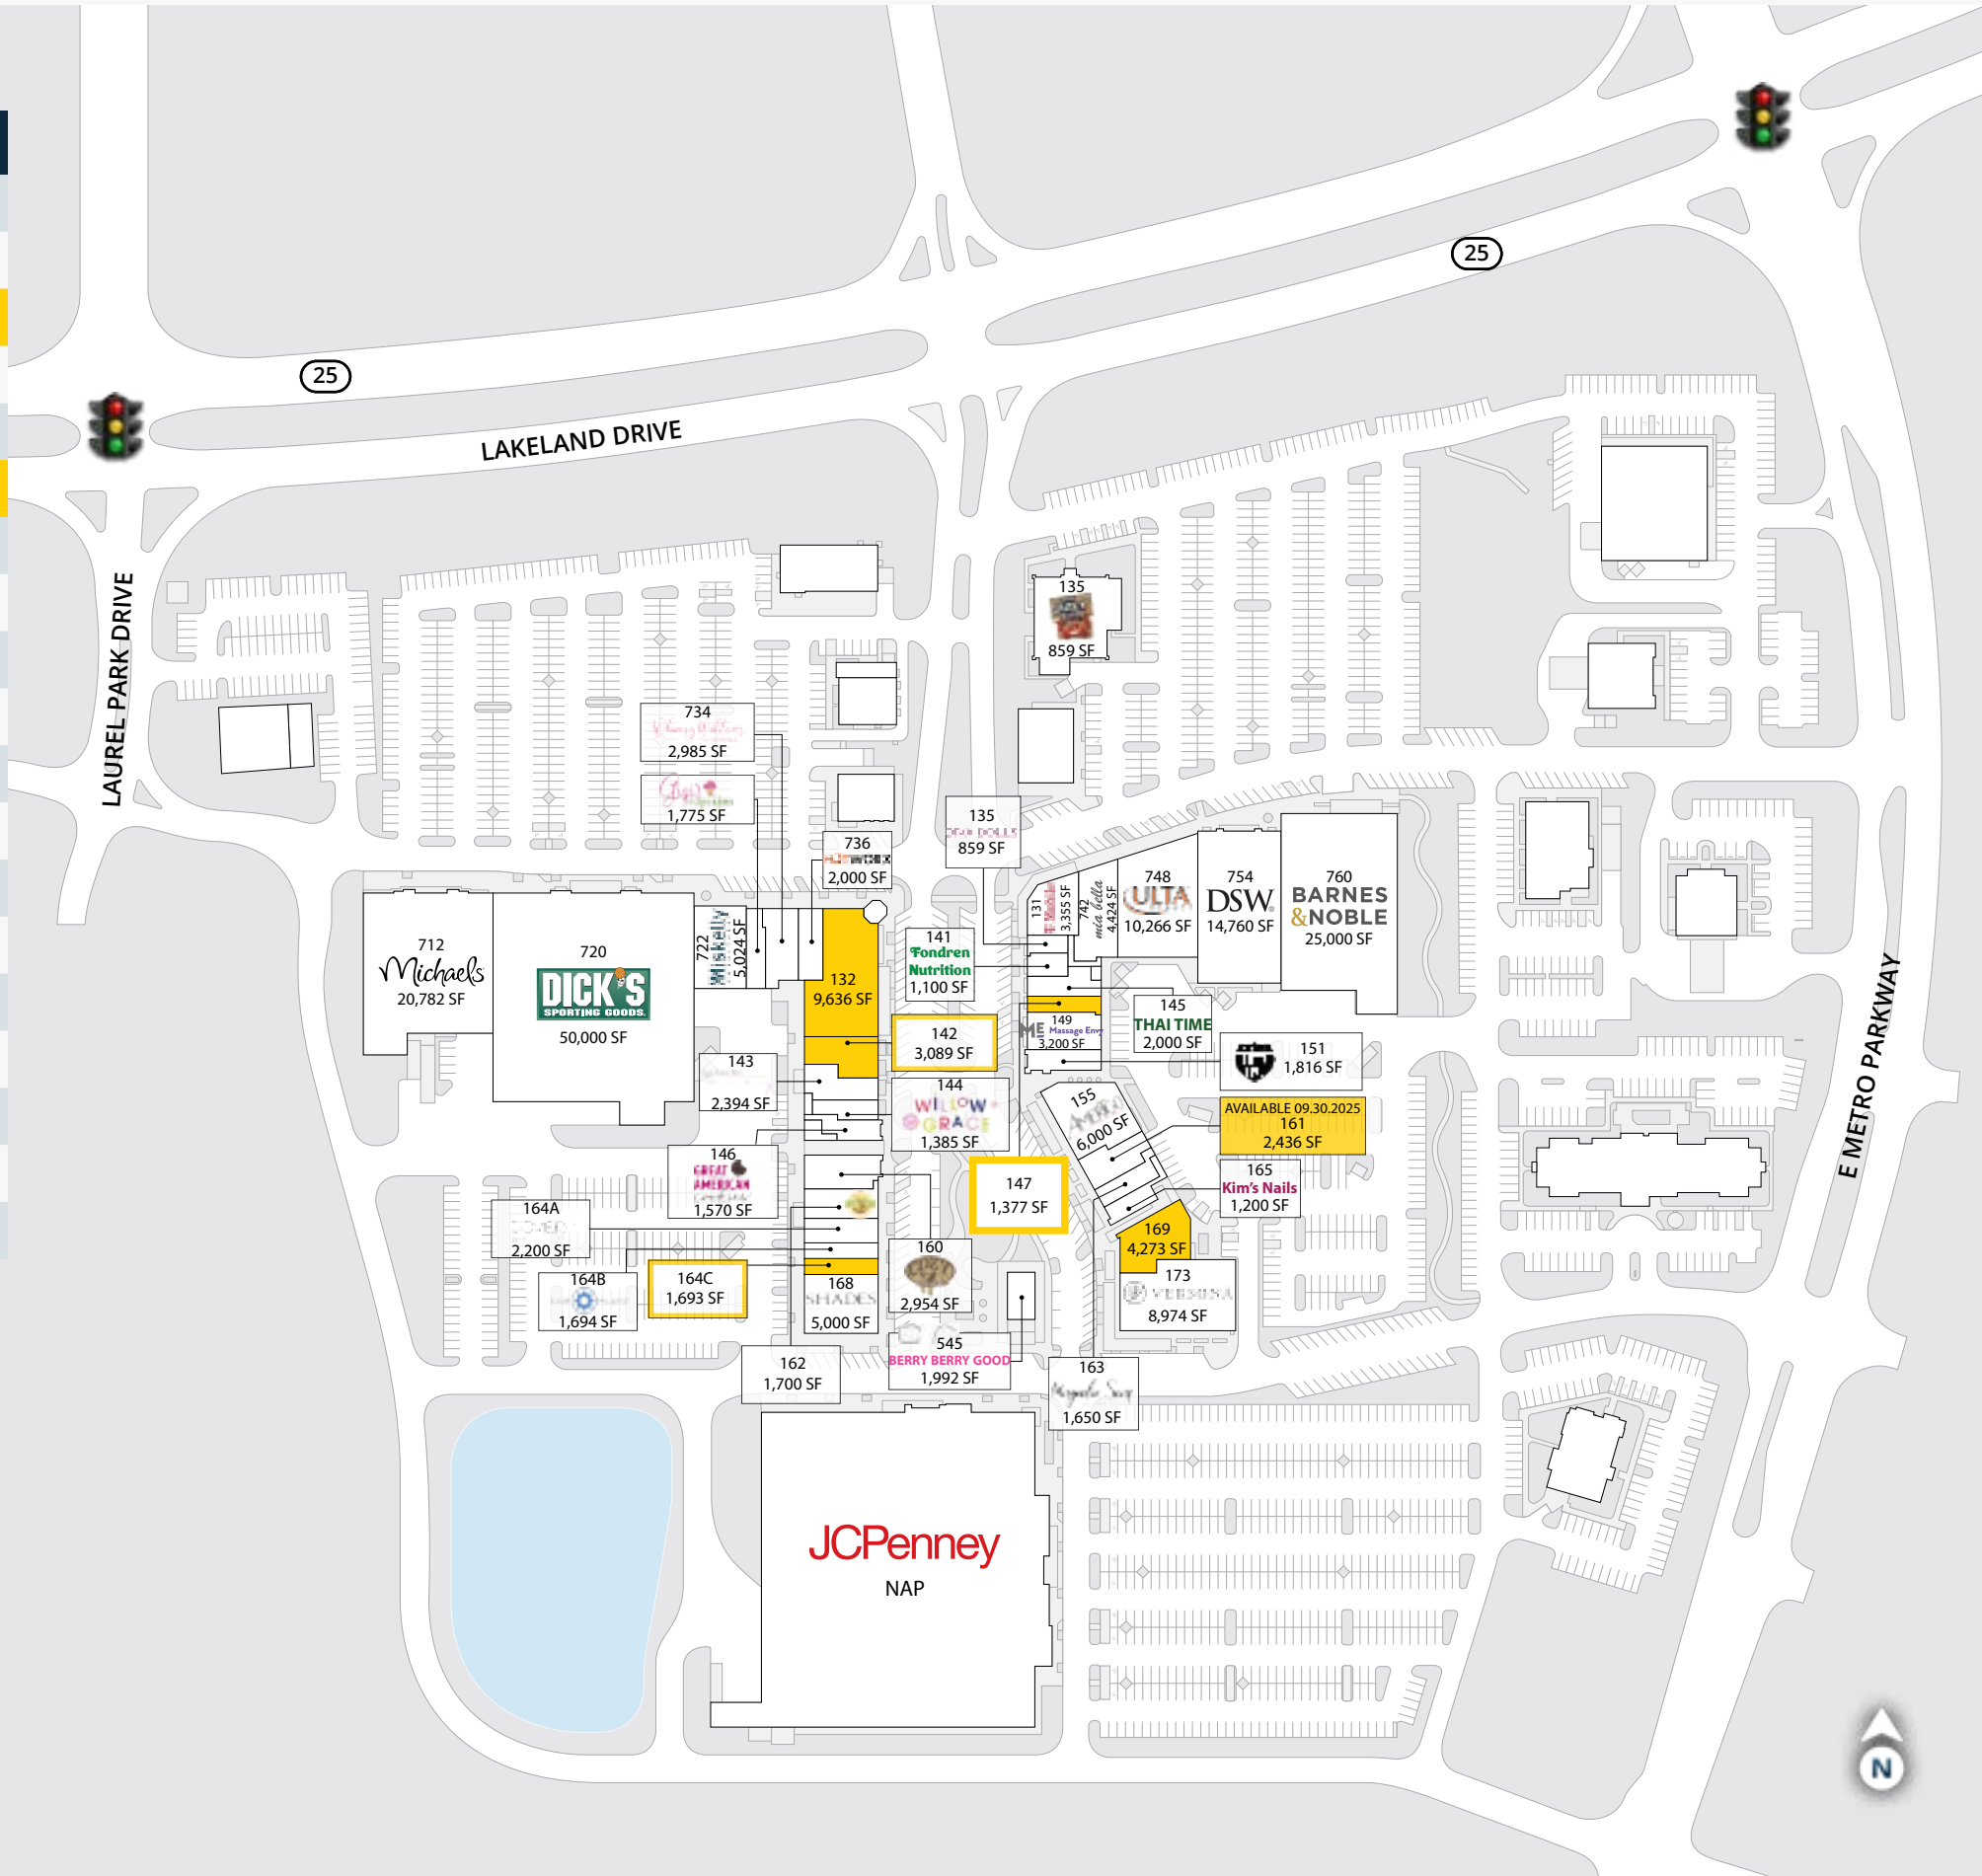 25
25
LAKELAND DRIVE
LAUREL PARK DRIVE
E METRO PARKWAY
135
859 SF
734
2,985 SF
Gigi's
1,775 SF
736
2,000 SF
135
859 SF
712
Michaels
20,782 SF
720
DICK'S
SPORTING GOODS.
50,000 SF
722
Miskelly
5,024 SF
132
9,636 SF
141
Fondren
Nutrition
1,100 SF
131
3,355 SF
742
mia bella
4,424 SF
748
ULTA
10,266 SF
754
DSW
14,760 SF
760
BARNES
&NOBLE
25,000 SF
142
3,089 SF
145
THAI TIME
2,000 SF
149
ME Massage Envy
3,200 SF
151
1,816 SF
143
2,394 SF
144
WILLOW +
GRACE
1,385 SF
155
AMERIGO
6,000 SF
AVAILABLE 09.30.2025
161
2,436 SF
146
GREAT
AMERICAN
1,570 SF
147
1,377 SF
165
Kim's Nails
1,200 SF
164A
2,200 SF
169
4,273 SF
160
2,954 SF
164B
1,694 SF
164C
1,693 SF
168
SHADES
5,000 SF
173
VERSONA
8,974 SF
545
BERRY BERRY GOOD
1,992 SF
162
1,700 SF
163
Magnolia Soap
1,650 SF
JCPenney
NAP
N